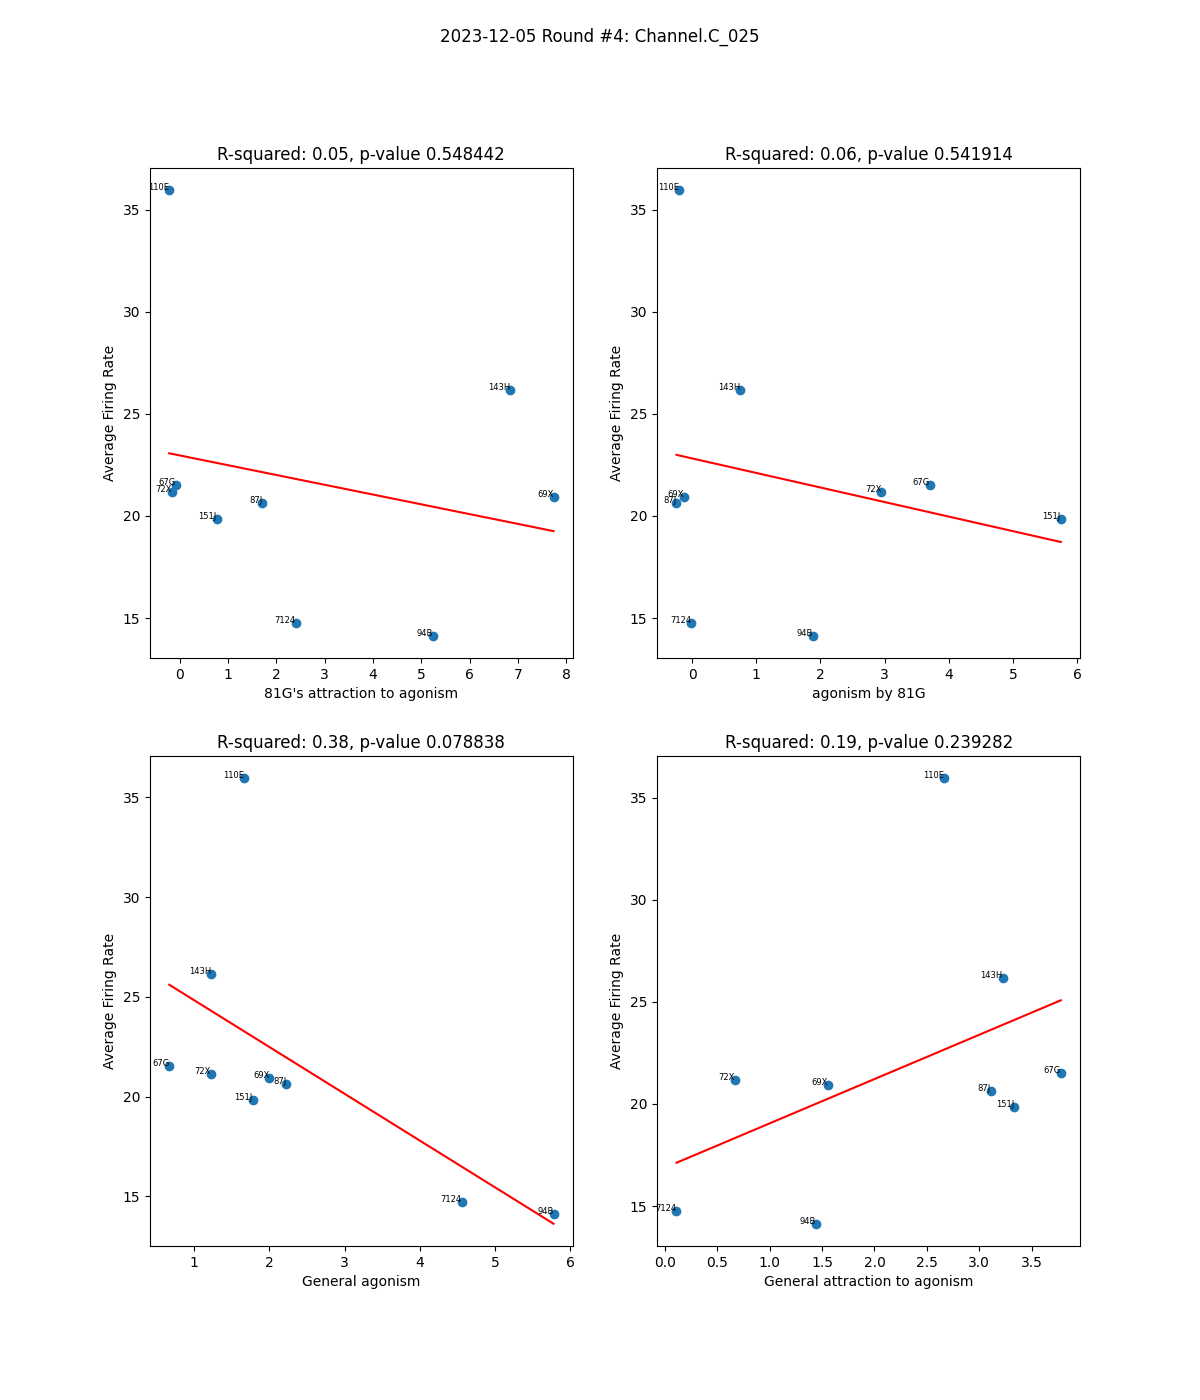 2023-12-05 Round #4: Channel.C_025
R-squared: 0.05, p-value 0.548442
110E
143H
67G
72X
87J
69X
151J
7124
94B
35
30
25
20
15
Average Firing Rate
0 1 2 3 4 5 6 7 8
81G's attraction to agonism
R-squared: 0.06, p-value 0.541914
110E
143H
67G
72X
69X
87J
151J
7124
94B
35
30
25
20
15
Average Firing Rate
0 1 2 3 4 5 6
agonism by 81G
R-squared: 0.38, p-value 0.078838
110E
143H
67G
72X
69X
87J
151J
7124
94B
35
30
25
20
15
Average Firing Rate
1 2 3 4 5 6
General agonism
R-squared: 0.19, p-value 0.239282
110E
143H
67G
72X
69X
87J
151J
7124
94B
35
30
25
20
15
Average Firing Rate
0.0 0.5 1.0 1.5 2.0 2.5 3.0 3.5
General attraction to agonism